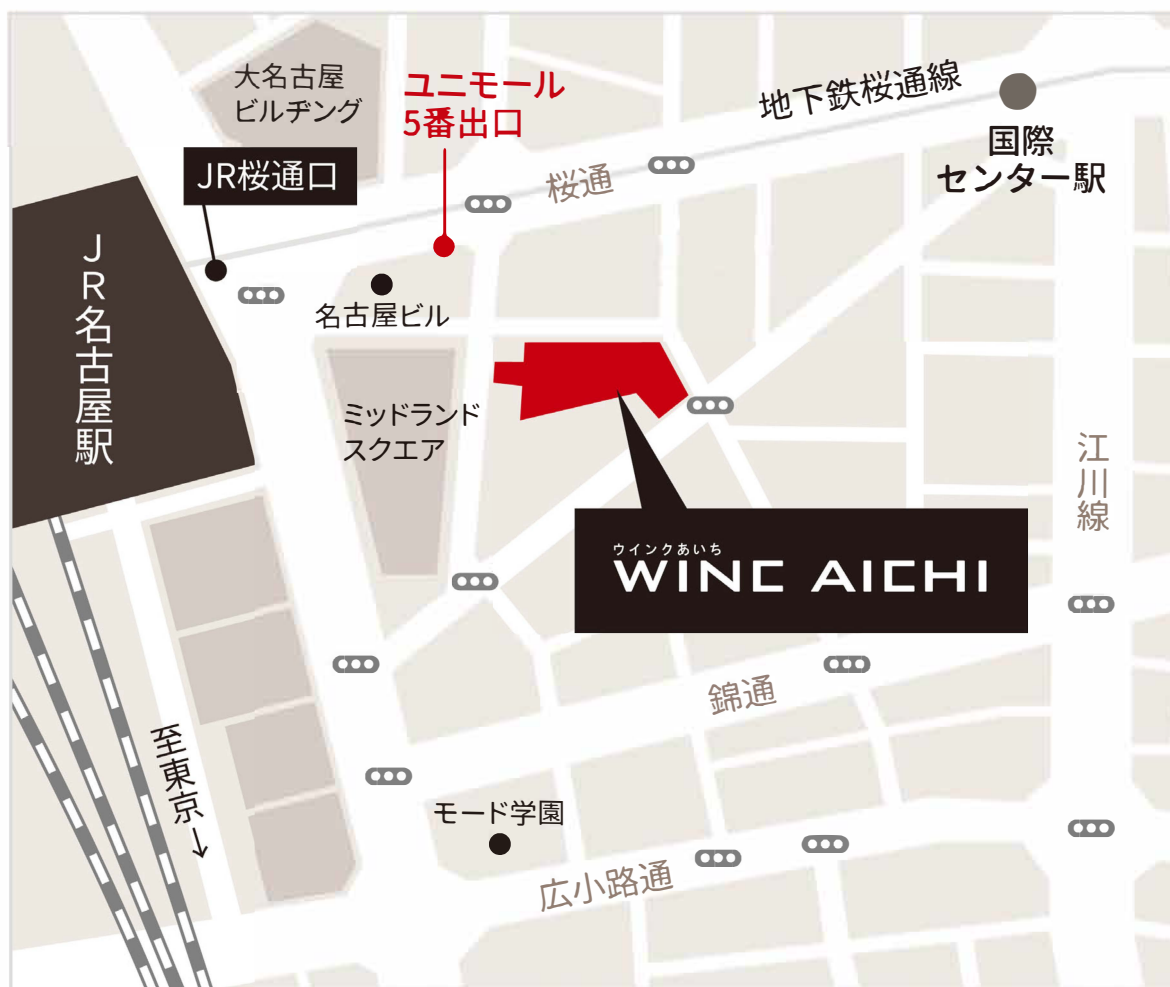 大名古屋
ビルヂング
ユニモール
5番出口
地下鉄桜通線
国際
センター駅
JR桜通口
桜通
JR名古屋駅
名古屋ビル
ミッドランド
スクエア
江川線
ウインクあいち
WINC AICHI
錦通
至東京→
モード学園
広小路通